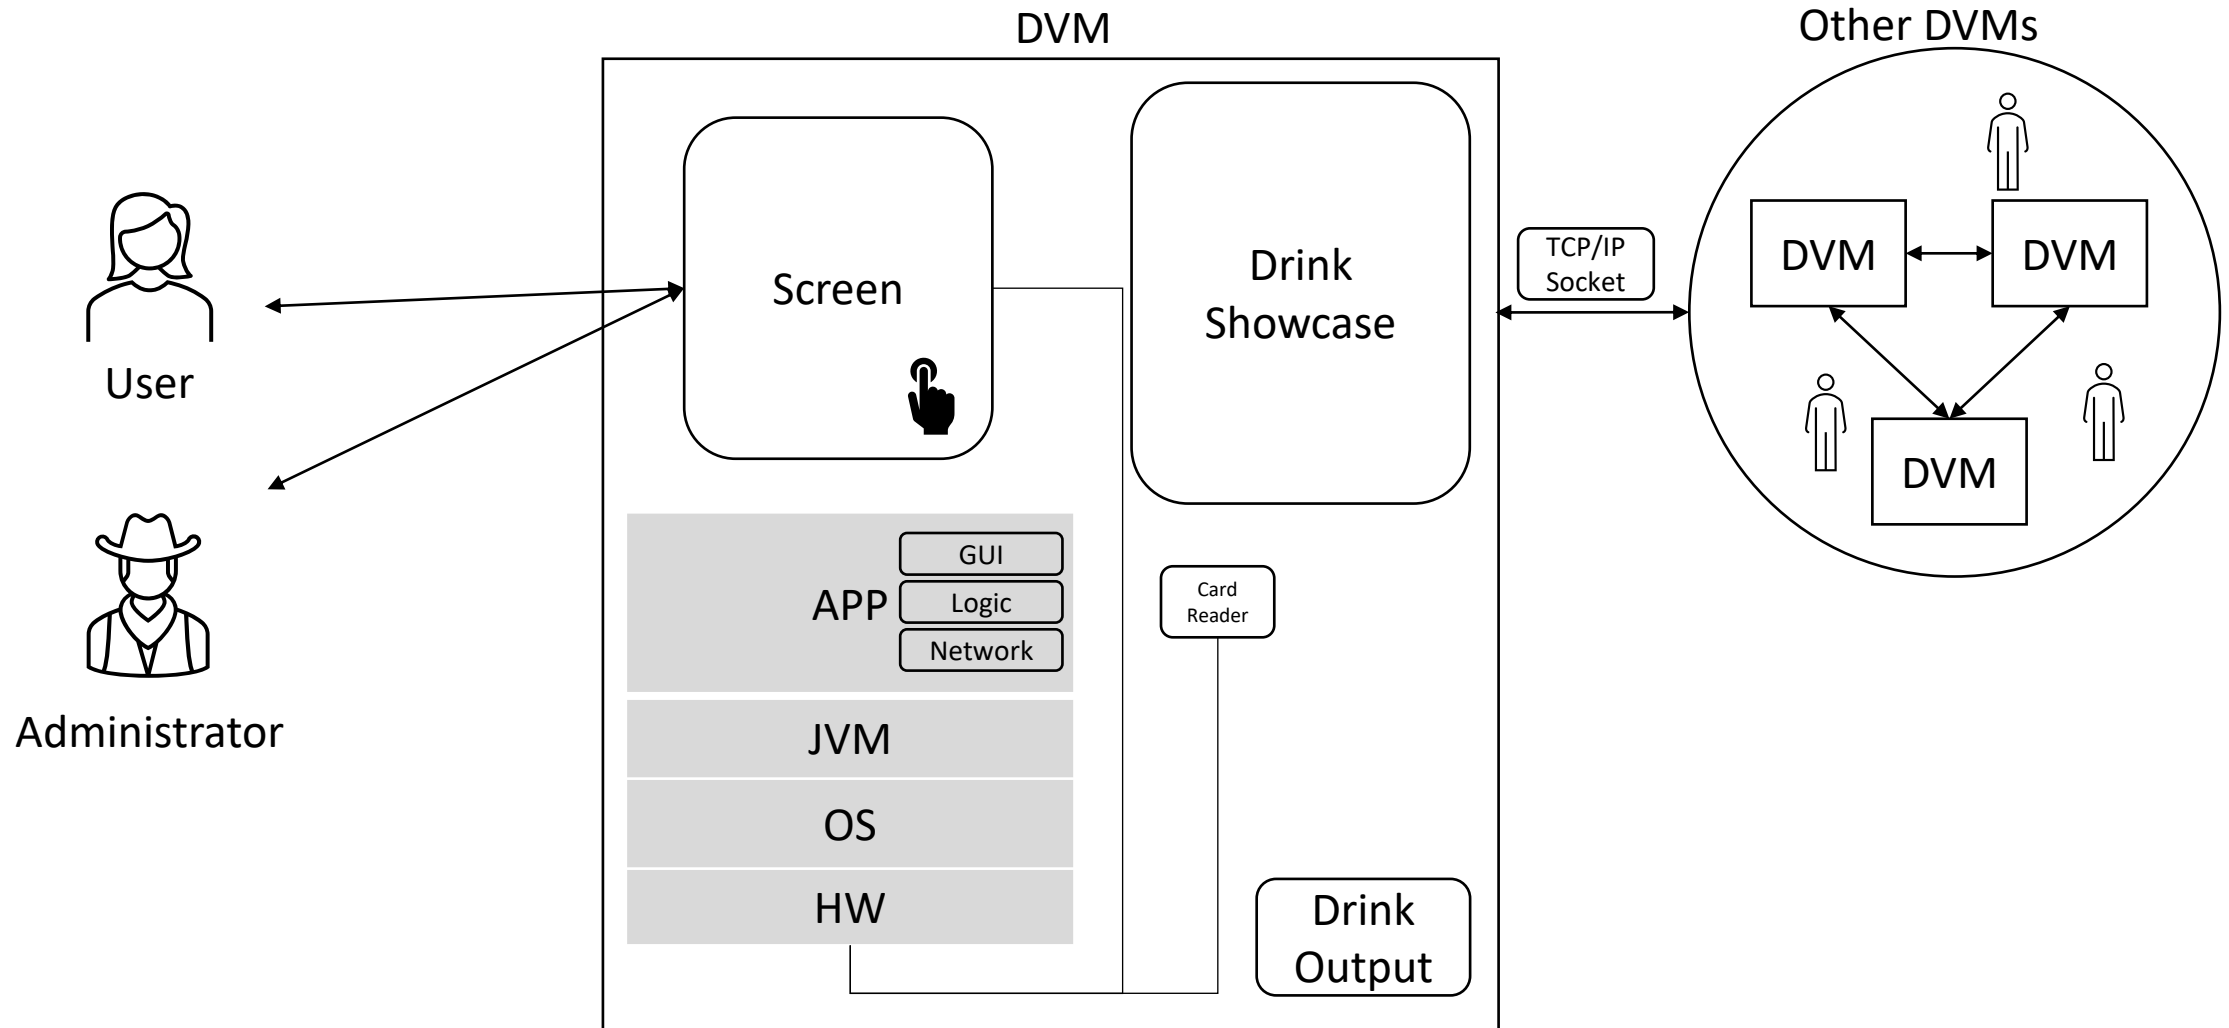 DVM
Other DVMs
User
Administrator
Screen
Drink
Showcase
TCP/IP
Socket
DVM
DVM
DVM
APP
GUI
Logic
Network
JVM
OS
HW
Card
Reader
Drink
Output